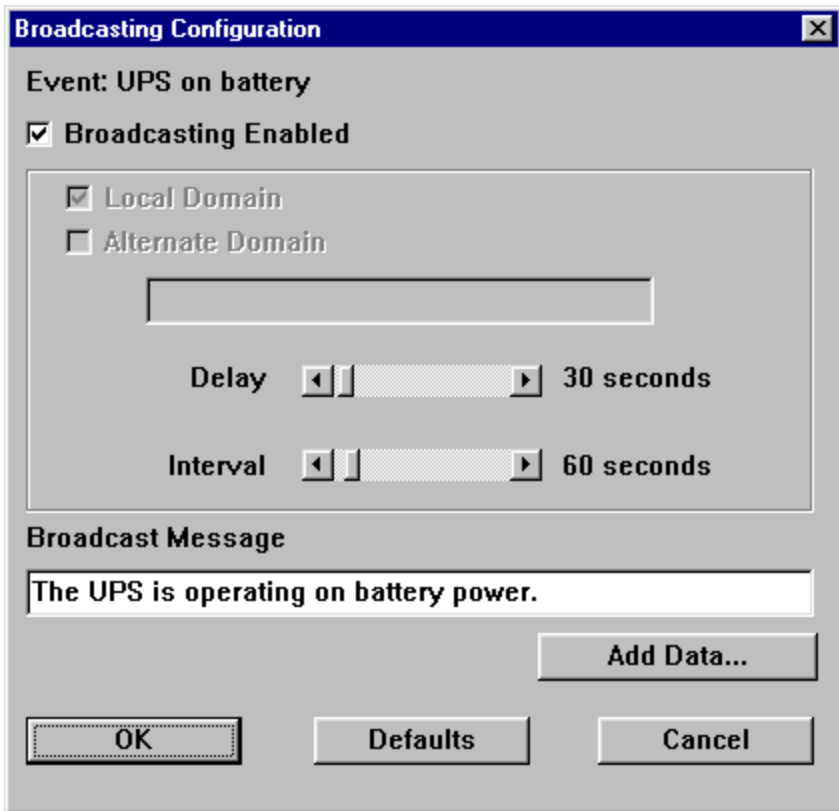 Broadcasting Configuration
Event: UPS on battery
Broadcasting Enabled
Local Domain
Alternate Domain
Delay 30 seconds
Interval 60 seconds
Broadcast Message
The UPS is operating on battery power.
Add Data...
OK Defaults Cancel